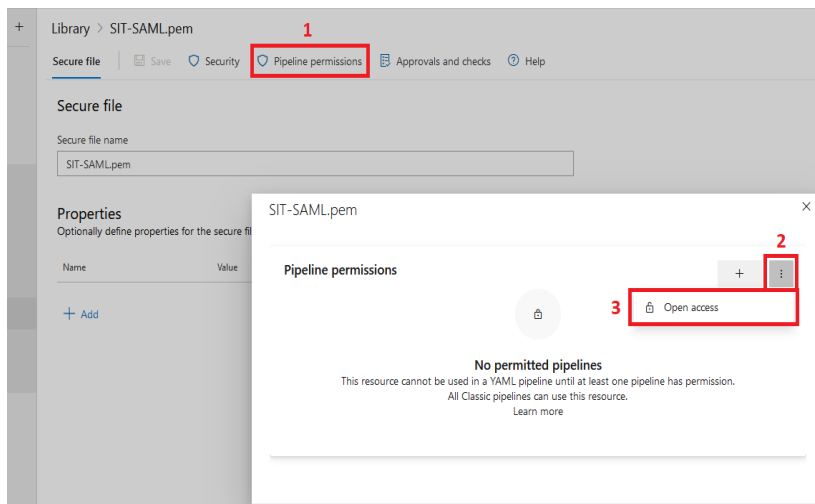 +
Library > SIT-SAML.pem
1
Secure file Save Security Pipeline permissions Approvals and checks Help
Secure file
Secure file name
SIT-SAML.pem
Properties
Optionally define properties for the secure fil
Name Value
+ Add
SIT-SAML.pem
2
Pipeline permissions
+
3
Open access
No permitted pipelines
This resource cannot be used in a YAML pipeline until at least one pipeline has permission.
All Classic pipelines can use this resource.
Learn more